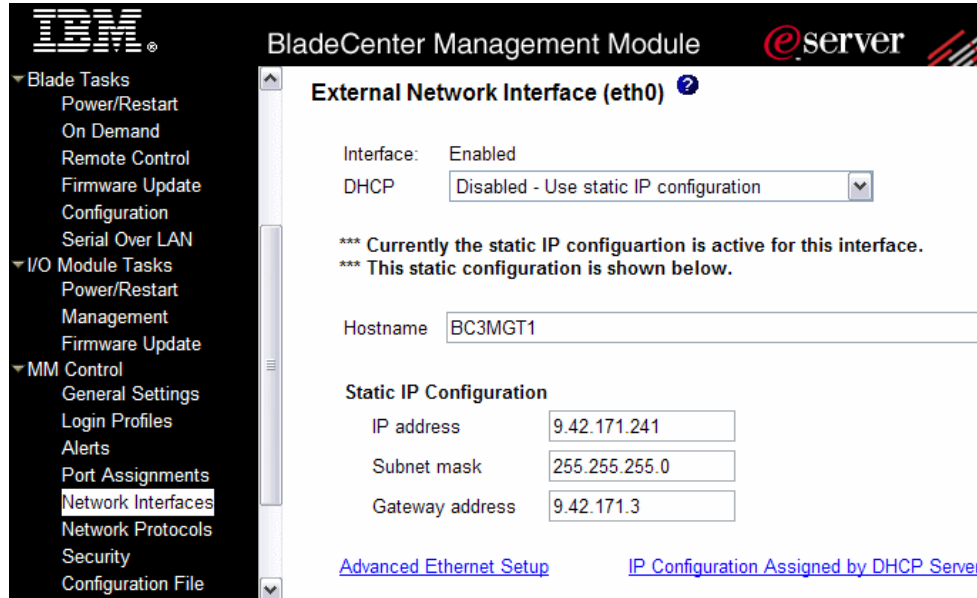 IBM®
BladeCenter Management Module
eserver
Blade Tasks
Power/Restart
On Demand
Remote Control
Firmware Update
Configuration
Serial Over LAN
I/O Module Tasks
Power/Restart
Management
Firmware Update
MM Control
General Settings
Login Profiles
Alerts
Port Assignments
Network Interfaces
Network Protocols
Security
Configuration File
External Network Interface (eth0) ?
Interface: Enabled
DHCP Disabled - Use static IP configuration
*** Currently the static IP configuartion is active for this interface.
*** This static configuration is shown below.
Hostname BC3MGT1
Static IP Configuration
IP address 9.42.171.241
Subnet mask 255.255.255.0
Gateway address 9.42.171.3
Advanced Ethernet Setup IP Configuration Assigned by DHCP Server